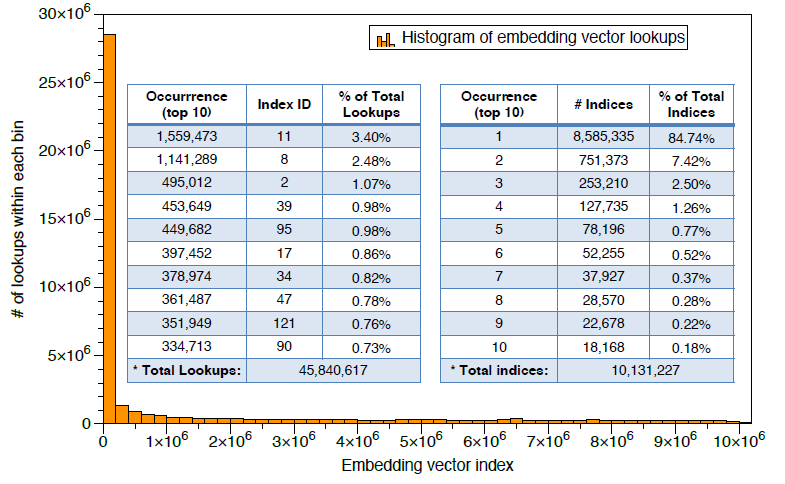 30×10^6
Histogram of embedding vector lookups
25×10^6
20×10^6
15×10^6
10×10^6
5×10^6
0
# of lookups within each bin
Occurrrence (top 10) Index ID % of Total Lookups
1,559,473 11 3.40%
1,141,289 8 2.48%
495,012 2 1.07%
453,649 39 0.98%
449,682 95 0.98%
397,452 17 0.86%
378,974 34 0.82%
361,487 47 0.78%
351,949 121 0.76%
334,713 90 0.73%
* Total Lookups: 45,840,617
Occurrence (top 10) # Indices % of Total Indices
1 8,585,335 84.74%
2 751,373 7.42%
3 253,210 2.50%
4 127,735 1.26%
5 78,196 0.77%
6 52,255 0.52%
7 37,927 0.37%
8 28,570 0.28%
9 22,678 0.22%
10 18,168 0.18%
* Total indices: 10,131,227
0 1×10^6 2×10^6 3×10^6 4×10^6 5×10^6 6×10^6 7×10^6 8×10^6 9×10^6 10×10^6
Embedding vector index